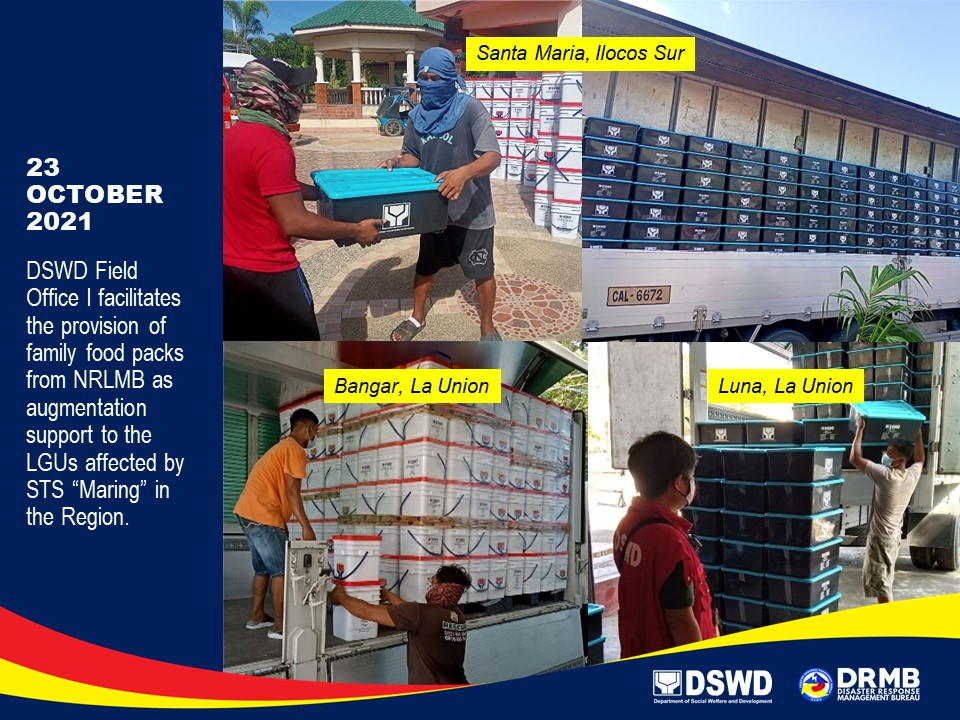 23
OCTOBER
2021
DSWD Field
Office I facilitates
the provision of
family food packs
from NRLMB as
augmentation
support to the
LGUs affected by
STS “Maring” in
the Region.
Santa Maria, Ilocos Sur
CAL-6672
Bangar, La Union
RESCUE
Luna, La Union
DSWD
DSWD
Department of Social Welfare and Development
DRMB
DISASTER RESPONSE
MANAGEMENT BUREAU